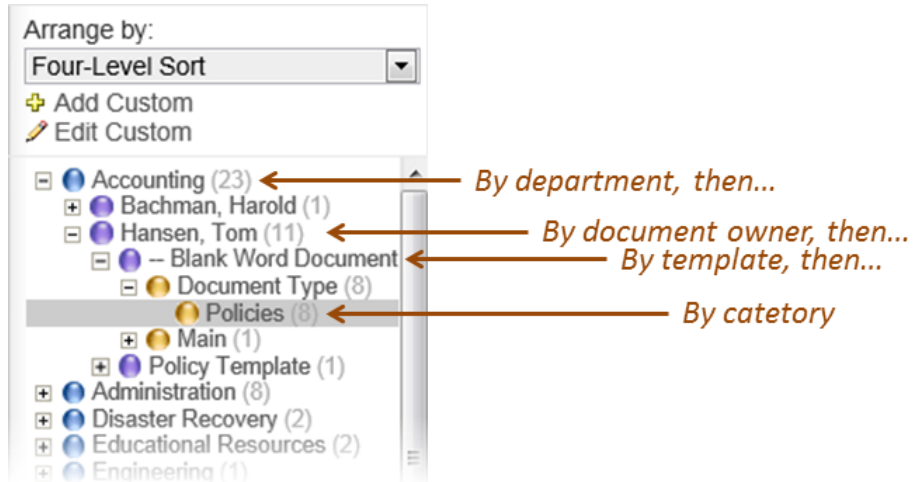 Arrange by:
Four-Level Sort
Add Custom
Edit Custom
Accounting (23)
By department, then...
Bachman, Harold (1)
Hansen, Tom (11)
By document owner, then...
-- Blank Word Document
By template, then...
Document Type (8)
Policies (8)
By catetory
Main (1)
Policy Template (1)
Administration (8)
Disaster Recovery (2)
Educational Resources (2)
Engineering (1)